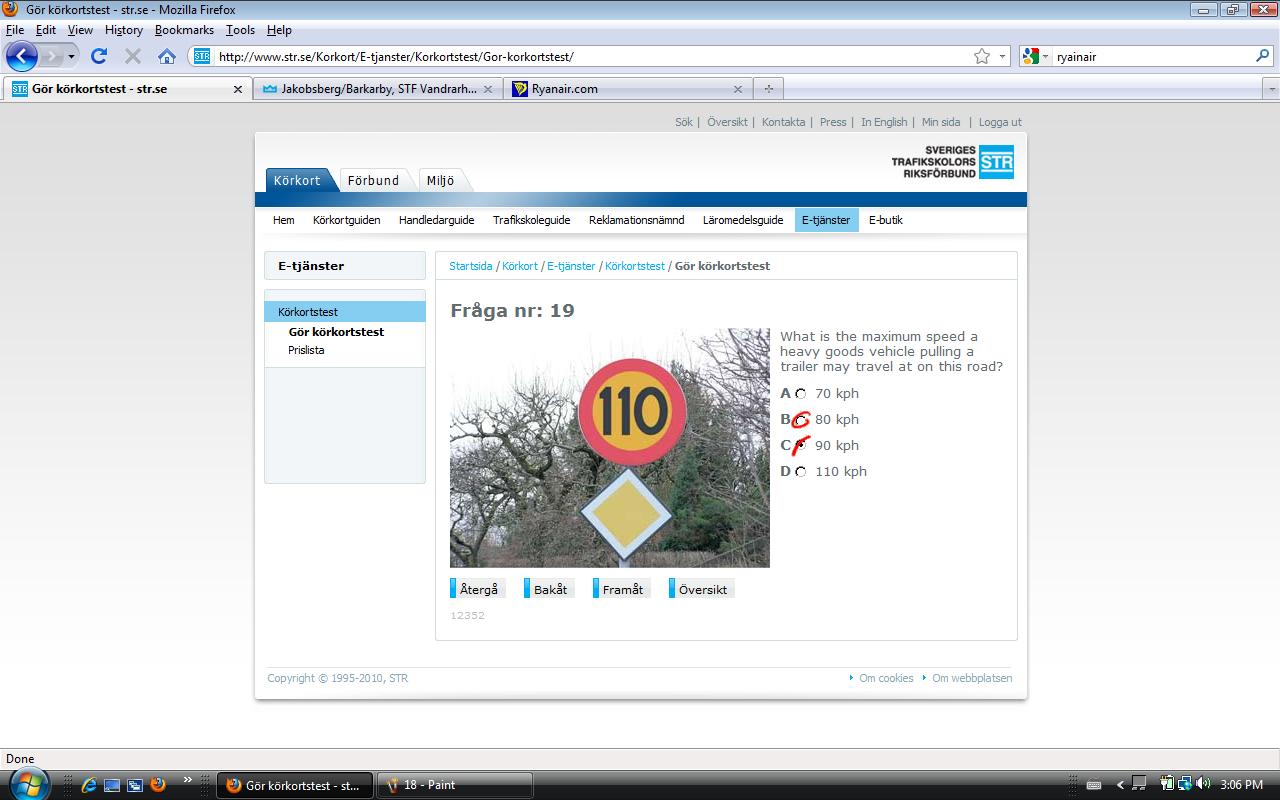 Gör körkortstest - str.se - Mozilla Firefox
File Edit View History Bookmarks Tools Help
STR http://www.str.se/Korkort/E-tjanster/Korkortstest/Gor-korkortstest/ ryainair
STR Gör körkortstest - str.se Jakobsberg/Barkarby, STF Vandrarh... Ryanair.com
Sök | Översikt | Kontakta | Press | In English | Min sida | Logga ut
SVERIGES
TRAFIKSKOLORS
RIKSFÖRBUND
STR
Körkort Förbund Miljö
Hem Körkortguiden Handledarguide Trafikskoleguide Reklamationsnämnd Läromedelsguide E-tjänster E-butik
E-tjänster
Körkortstest
Gör körkortstest
Prislista
Startsida / Körkort / E-tjänster / Körkortstest / Gör körkortstest
Fråga nr: 19
110
What is the maximum speed a
heavy goods vehicle pulling a
trailer may travel at on this road?
A 70 kph
B 80 kph
C 90 kph
D 110 kph
Återgå Bakåt Framåt Översikt
12352
Copyright © 1995-2010, STR Om cookies Om webbplatsen
Done
Gör körkortstest - st... 18 - Paint 3:06 PM